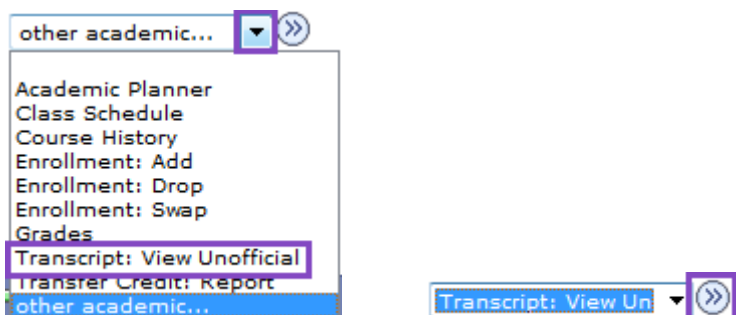 other academic...
Academic Planner
Class Schedule
Course History
Enrollment: Add
Enrollment: Drop
Enrollment: Swap
Grades
Transcript: View Unofficial
Transfer Credit: Report
other academic...
Transcript: View Un